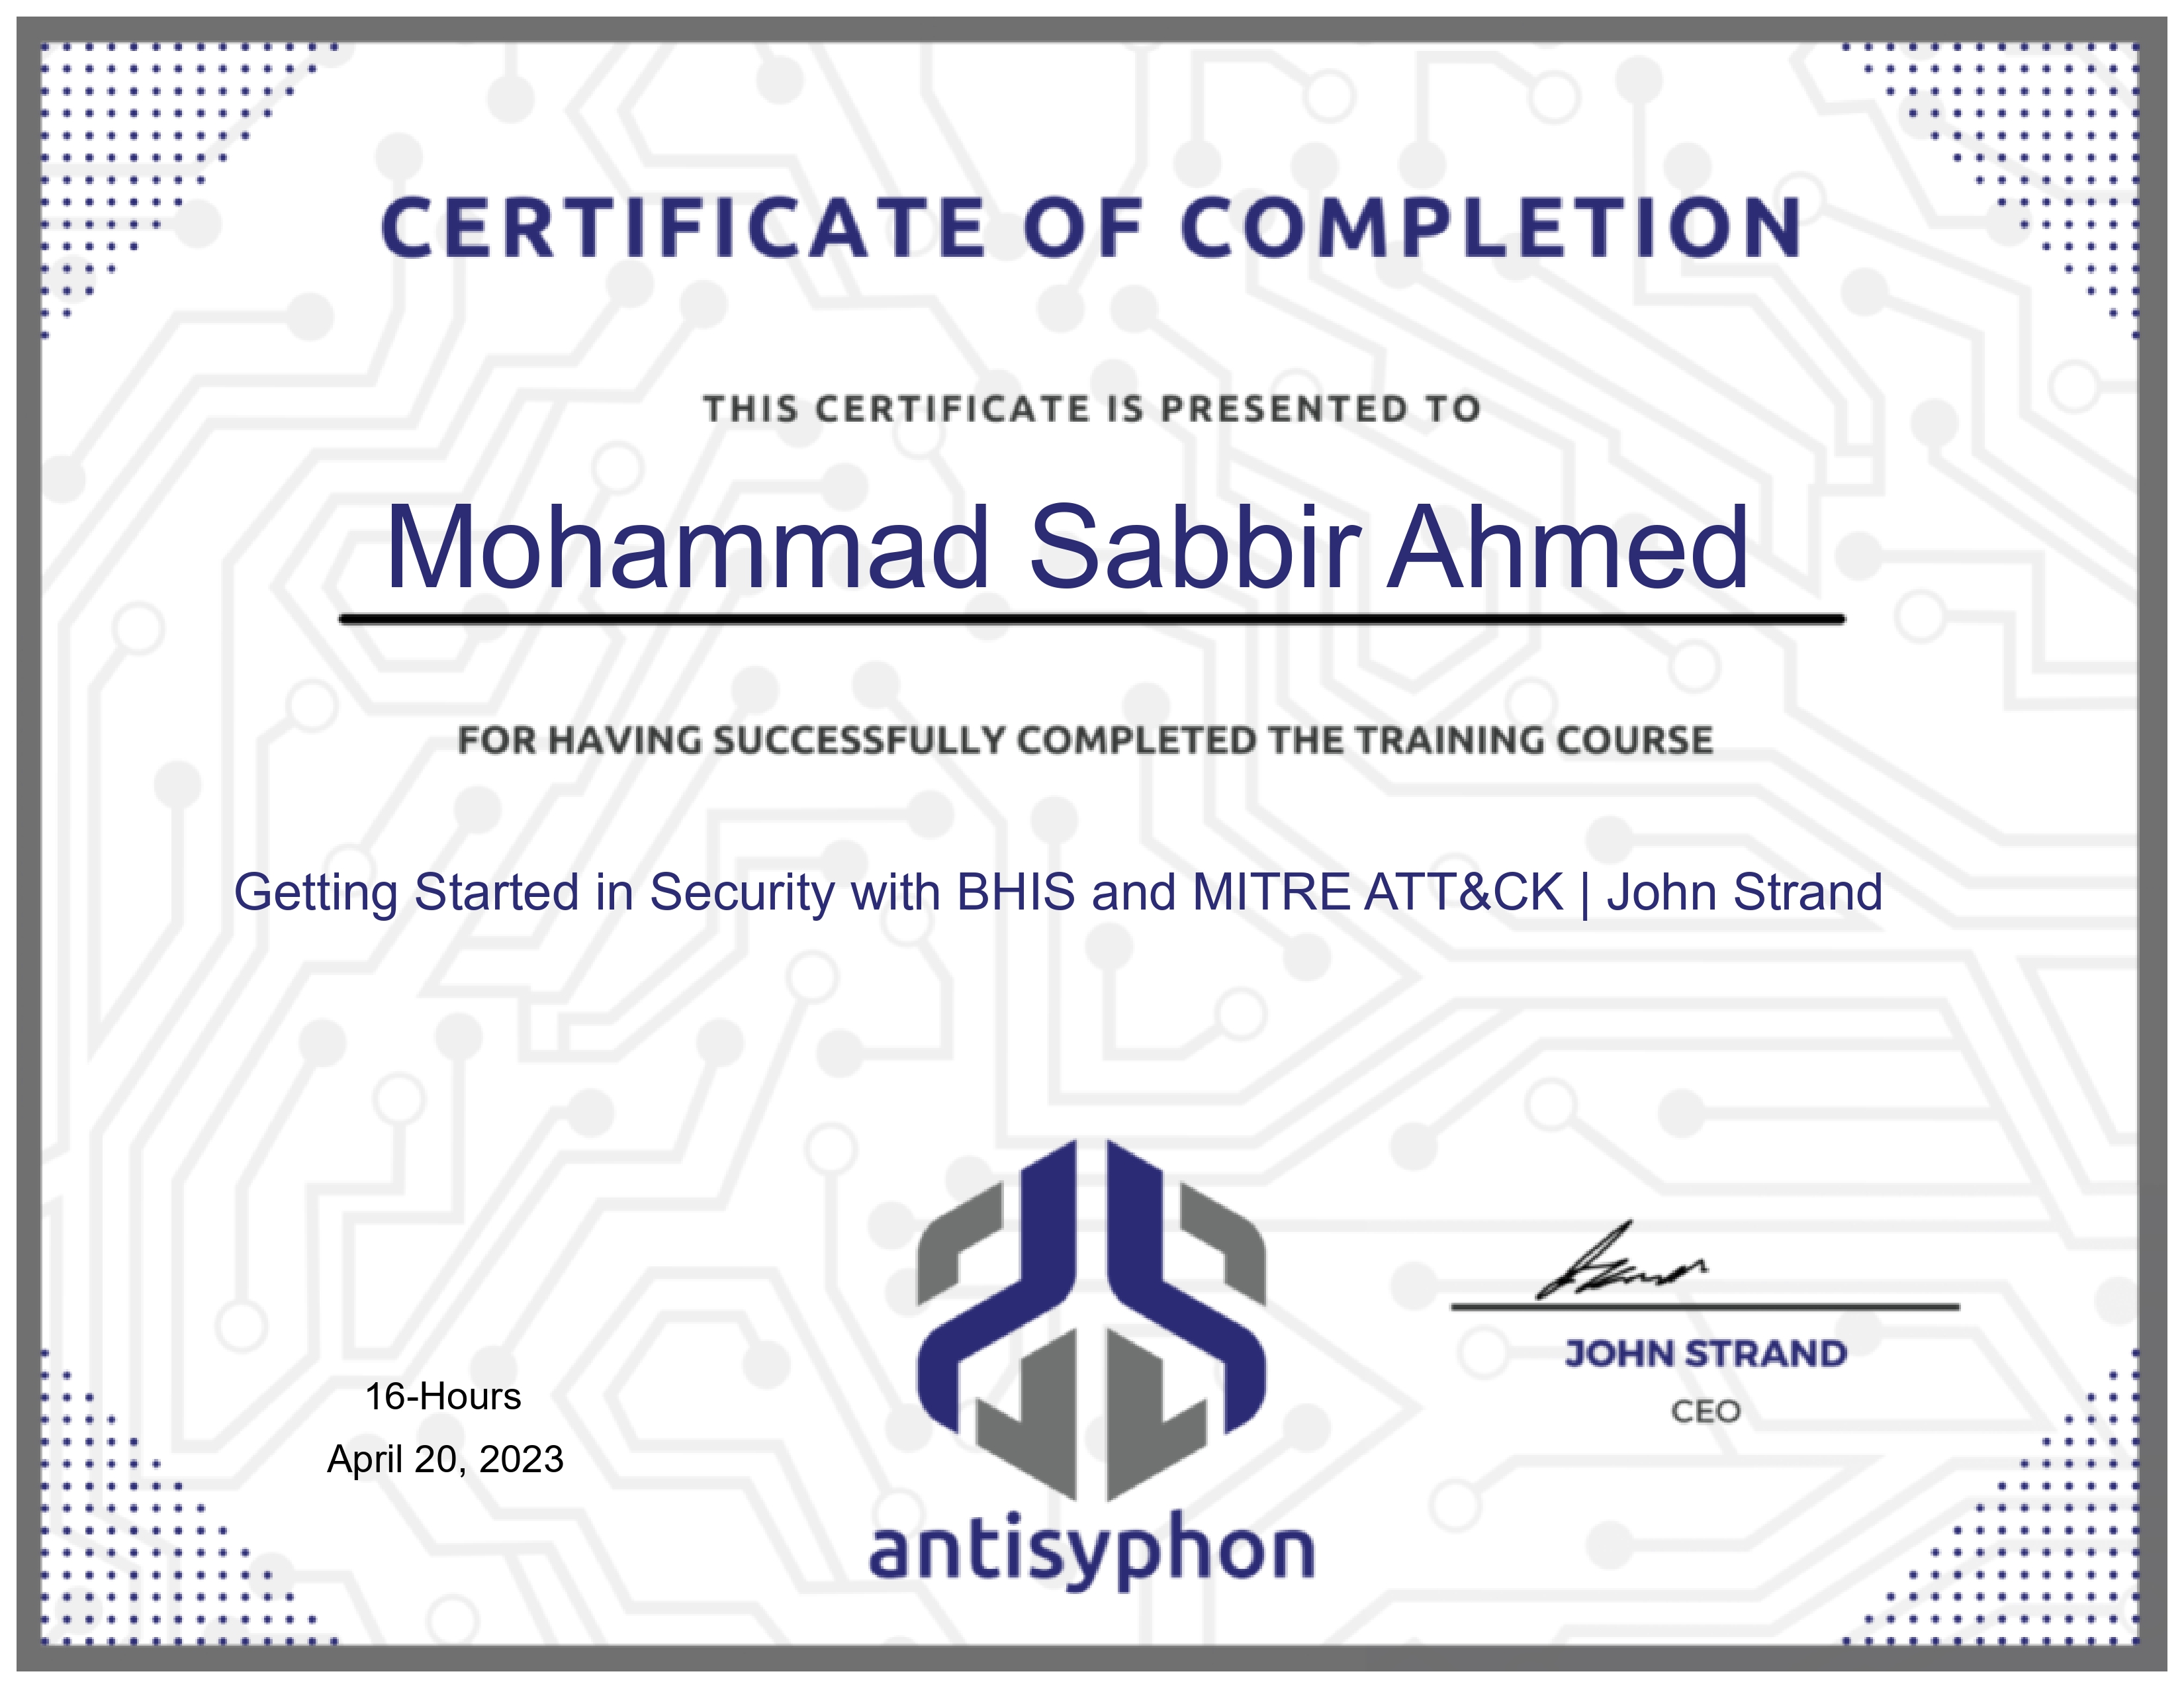 CERTIFICATE OF COMPLETION
THIS CERTIFICATE IS PRESENTED TO
Mohammad Sabbir Ahmed
FOR HAVING SUCCESSFULLY COMPLETED THE TRAINING COURSE
Getting Started in Security with BHIS and MITRE ATT&CK | John Strand
JOHN STRAND
CEO
16-Hours
April 20, 2023
antisyphon